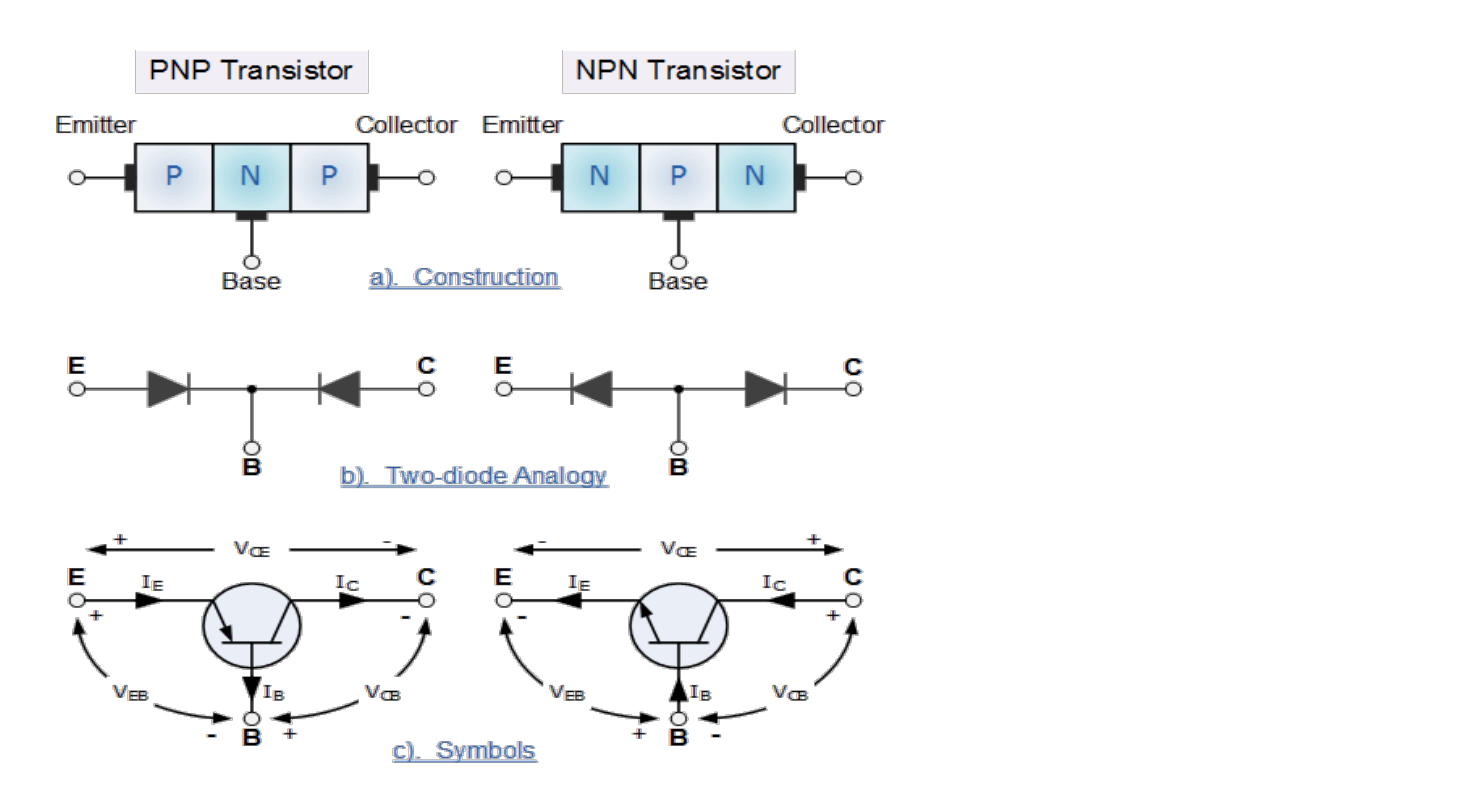 PNP Transistor NPN Transistor
Emitter Collector Emitter Collector
P N P N P N
Base a). Construction Base
E C E C
B b). Two-diode Analogy B
+ VCE - - VCE +
E IE IC C E IE IC C
+ - - +
VEB IB VCB VEB IB VCB
- B + + B -
c). Symbols